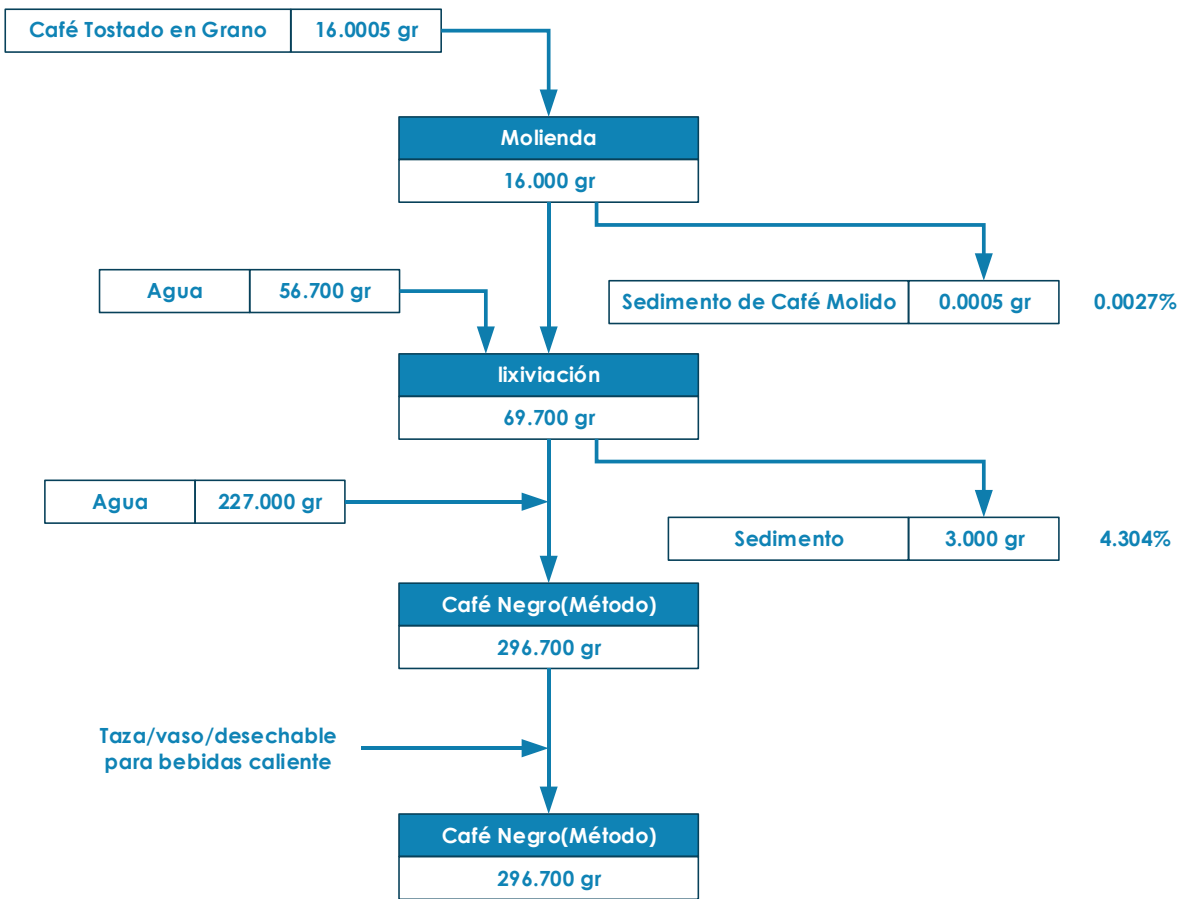 Café Tostado en Grano 16.0005 gr
Molienda
16.000 gr
Agua 56.700 gr
Sedimento de Café Molido 0.0005 gr 0.0027%
lixiviación
69.700 gr
Agua 227.000 gr
Sedimento 3.000 gr 4.304%
Café Negro(Método)
296.700 gr
Taza/vaso/desechable
para bebidas caliente
Café Negro(Método)
296.700 gr